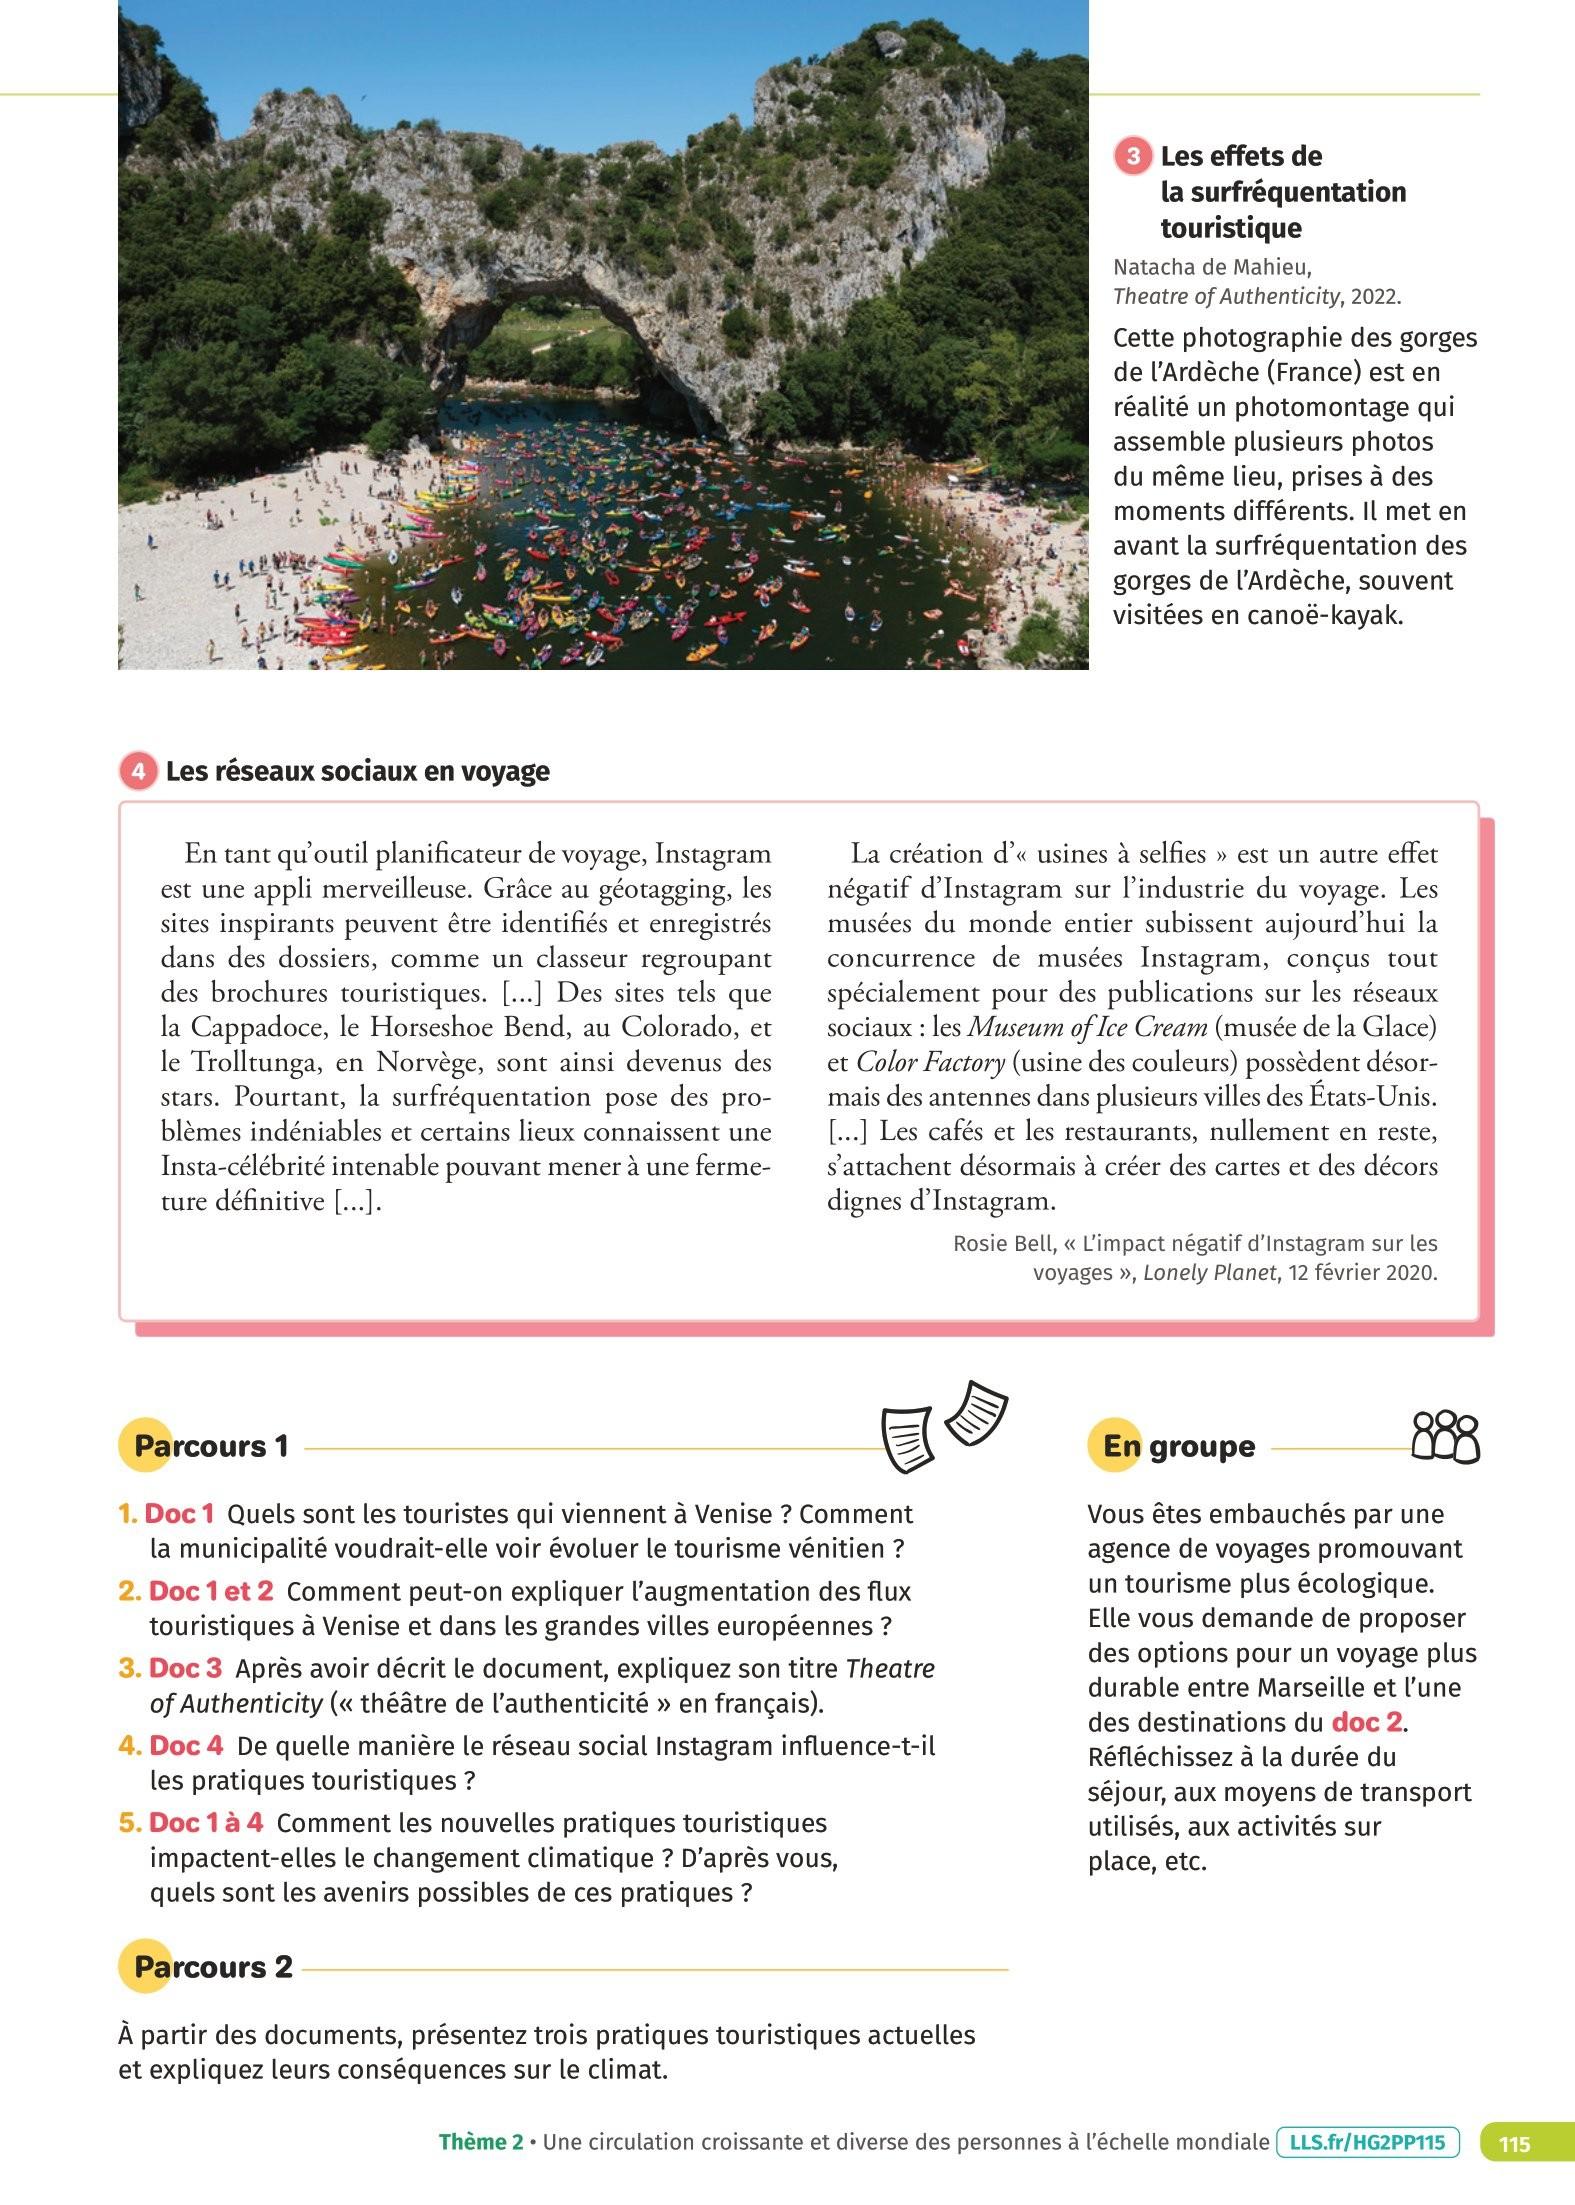 3 Les effets de
la surfréquentation
touristique
Natacha de Mahieu,
Theatre of Authenticity, 2022.
Cette photographie des gorges
de l’Ardèche (France) est en
réalité un photomontage qui
assemble plusieurs photos
du même lieu, prises à des
moments différents. Il met en
avant la surfréquentation des
gorges de l’Ardèche, souvent
visitées en canoë-kayak.
4 Les réseaux sociaux en voyage
En tant qu’outil planificateur de voyage, Instagram
est une appli merveilleuse. Grâce au géotagging, les
sites inspirants peuvent être identifiés et enregistrés
dans des dossiers, comme un classeur regroupant
des brochures touristiques. [...] Des sites tels que
la Cappadoce, le Horseshoe Bend, au Colorado, et
le Trolltunga, en Norvège, sont ainsi devenus des
stars. Pourtant, la surfréquentation pose des pro-
blèmes indéniables et certains lieux connaissent une
Insta-célébrité intenable pouvant mener à une ferme-
ture définitive [...].
La création d’« usines à selfies » est un autre effet
négatif d’Instagram sur l’industrie du voyage. Les
musées du monde entier subissent aujourd’hui la
concurrence de musées Instagram, conçus tout
spécialement pour des publications sur les réseaux
sociaux : les Museum of Ice Cream (musée de la Glace)
et Color Factory (usine des couleurs) possèdent désor-
mais des antennes dans plusieurs villes des États-Unis.
[...] Les cafés et les restaurants, nullement en reste,
s’attachent désormais à créer des cartes et des décors
dignes d’Instagram.
Rosie Bell, « L’impact négatif d’Instagram sur les
voyages », Lonely Planet, 12 février 2020.
Parcours 1
1. Doc 1 Quels sont les touristes qui viennent à Venise ? Comment
la municipalité voudrait-elle voir évoluer le tourisme vénitien ?
2. Doc 1 et 2 Comment peut-on expliquer l’augmentation des flux
touristiques à Venise et dans les grandes villes européennes ?
3. Doc 3 Après avoir décrit le document, expliquez son titre Theatre
of Authenticity (« théâtre de l’authenticité » en français).
4. Doc 4 De quelle manière le réseau social Instagram influence-t-il
les pratiques touristiques ?
5. Doc 1 à 4 Comment les nouvelles pratiques touristiques
impactent-elles le changement climatique ? D’après vous,
quels sont les avenirs possibles de ces pratiques ?
Parcours 2
À partir des documents, présentez trois pratiques touristiques actuelles
et expliquez leurs conséquences sur le climat.
En groupe
Vous êtes embauchés par une
agence de voyages promouvant
un tourisme plus écologique.
Elle vous demande de proposer
des options pour un voyage plus
durable entre Marseille et l’une
des destinations du doc 2.
Réfléchissez à la durée du
séjour, aux moyens de transport
utilisés, aux activités sur
place, etc.
Thème 2 • Une circulation croissante et diverse des personnes à l’échelle mondiale LLS.fr/HG2PP115 115